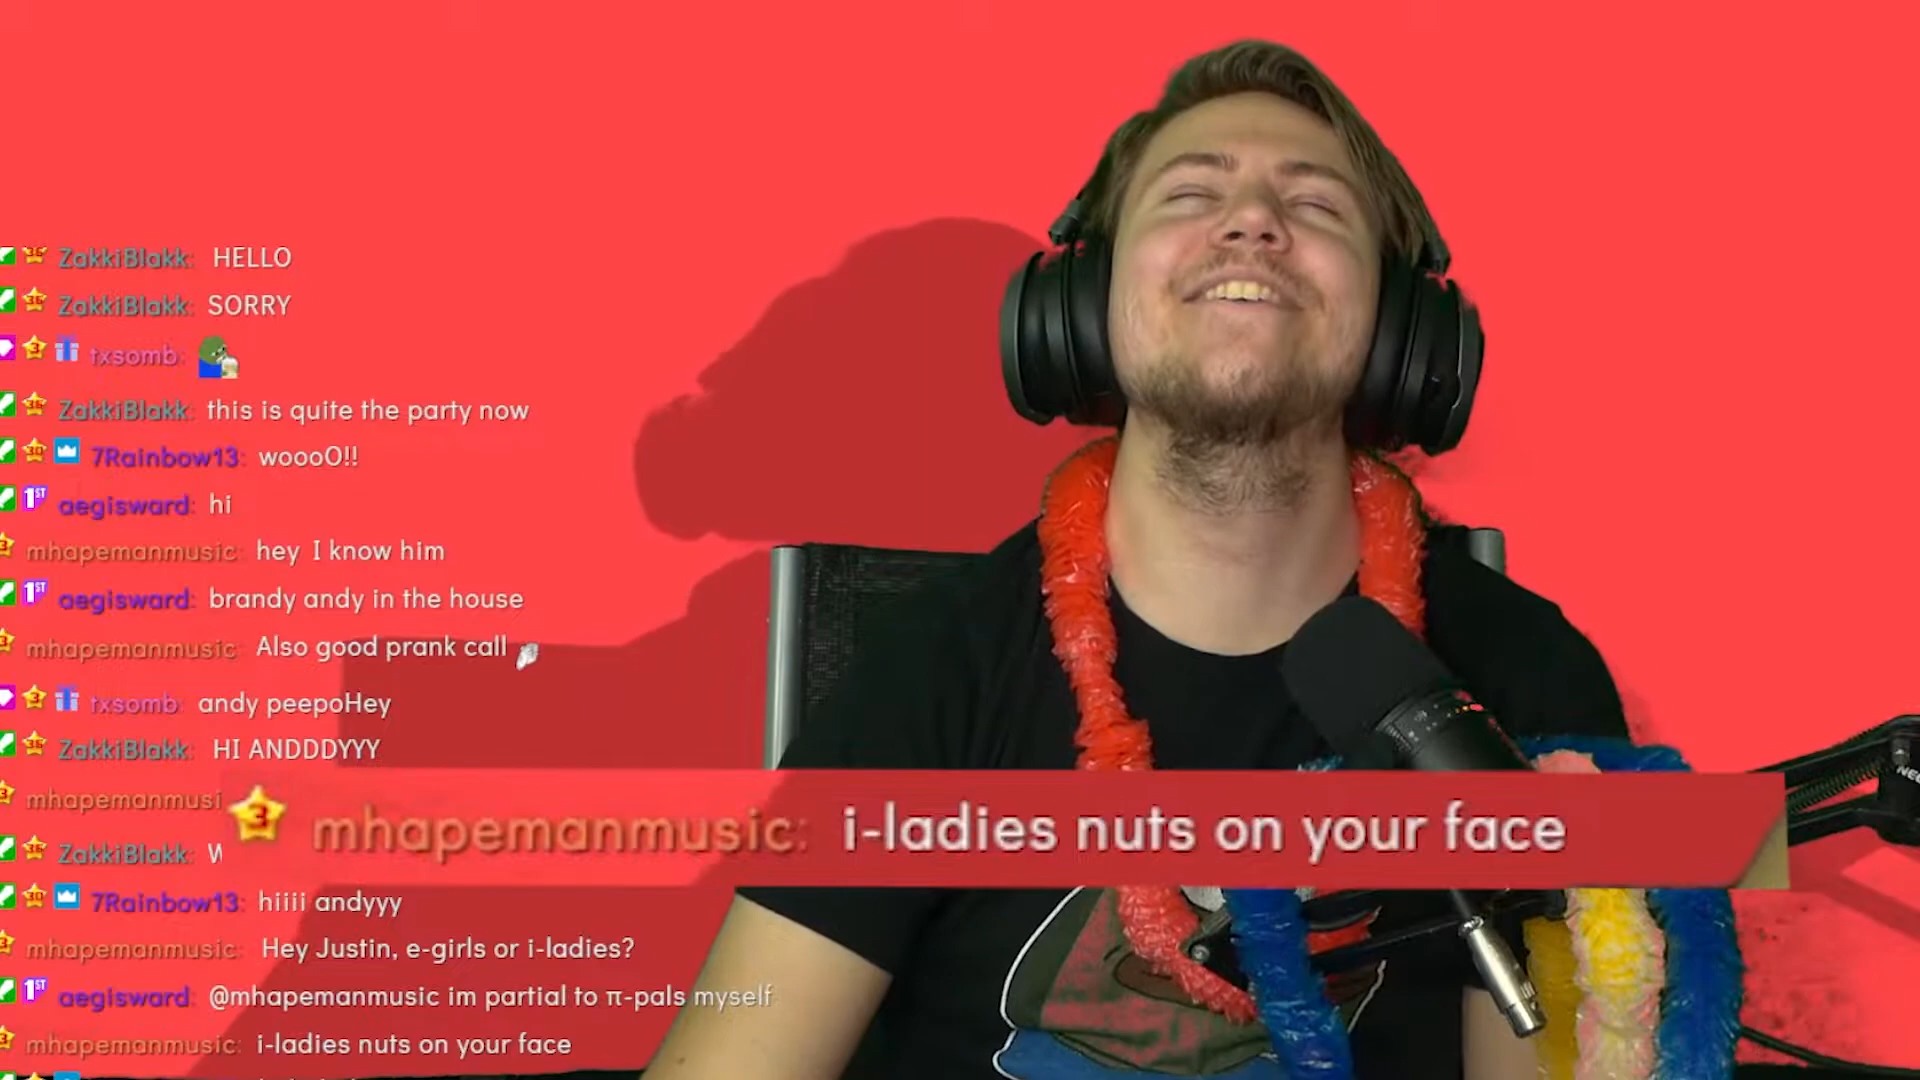 ZakkiBlakk: HELLO
ZakkiBlakk: SORRY
txsomb:
ZakkiBlakk: this is quite the party now
7Rainbow13: woooO!!
aegisward: hi
mhapemanmusic: hey I know him
aegisward: brandy andy in the house
mhapemanmusic: Also good prank call
txsomb: andy peepoHey
ZakkiBlakk: HI ANDDDYYY
mhapemanmusi
3 mhapemanmusic: i-ladies nuts on your face
ZakkiBlakk: W
7Rainbow13: hiiii andyyy
mhapemanmusic: Hey Justin, e-girls or i-ladies?
aegisward: @mhapemanmusic im partial to π-pals myself
mhapemanmusic: i-ladies nuts on your face